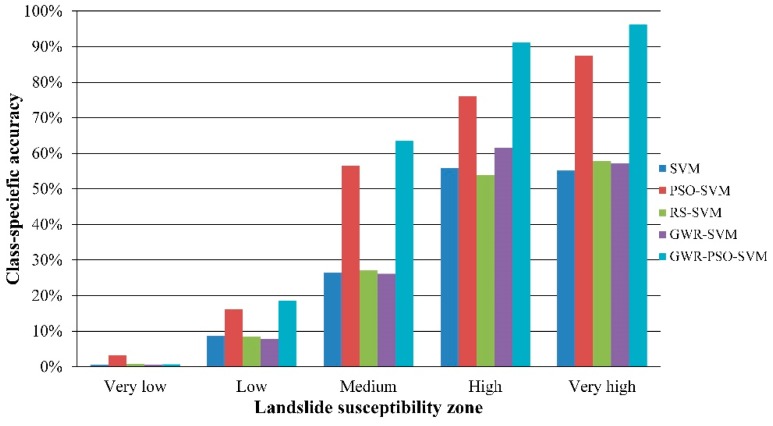 100%
90%
80%
70%
60%
50%
40%
30%
20%
10%
0%
Class-speciefic accuracy
Very low
Low
Medium
High
Very high
Landslide susceptibility zone
SVM
PSO-SVM
RS-SVM
GWR-SVM
GWR-PSO-SVM